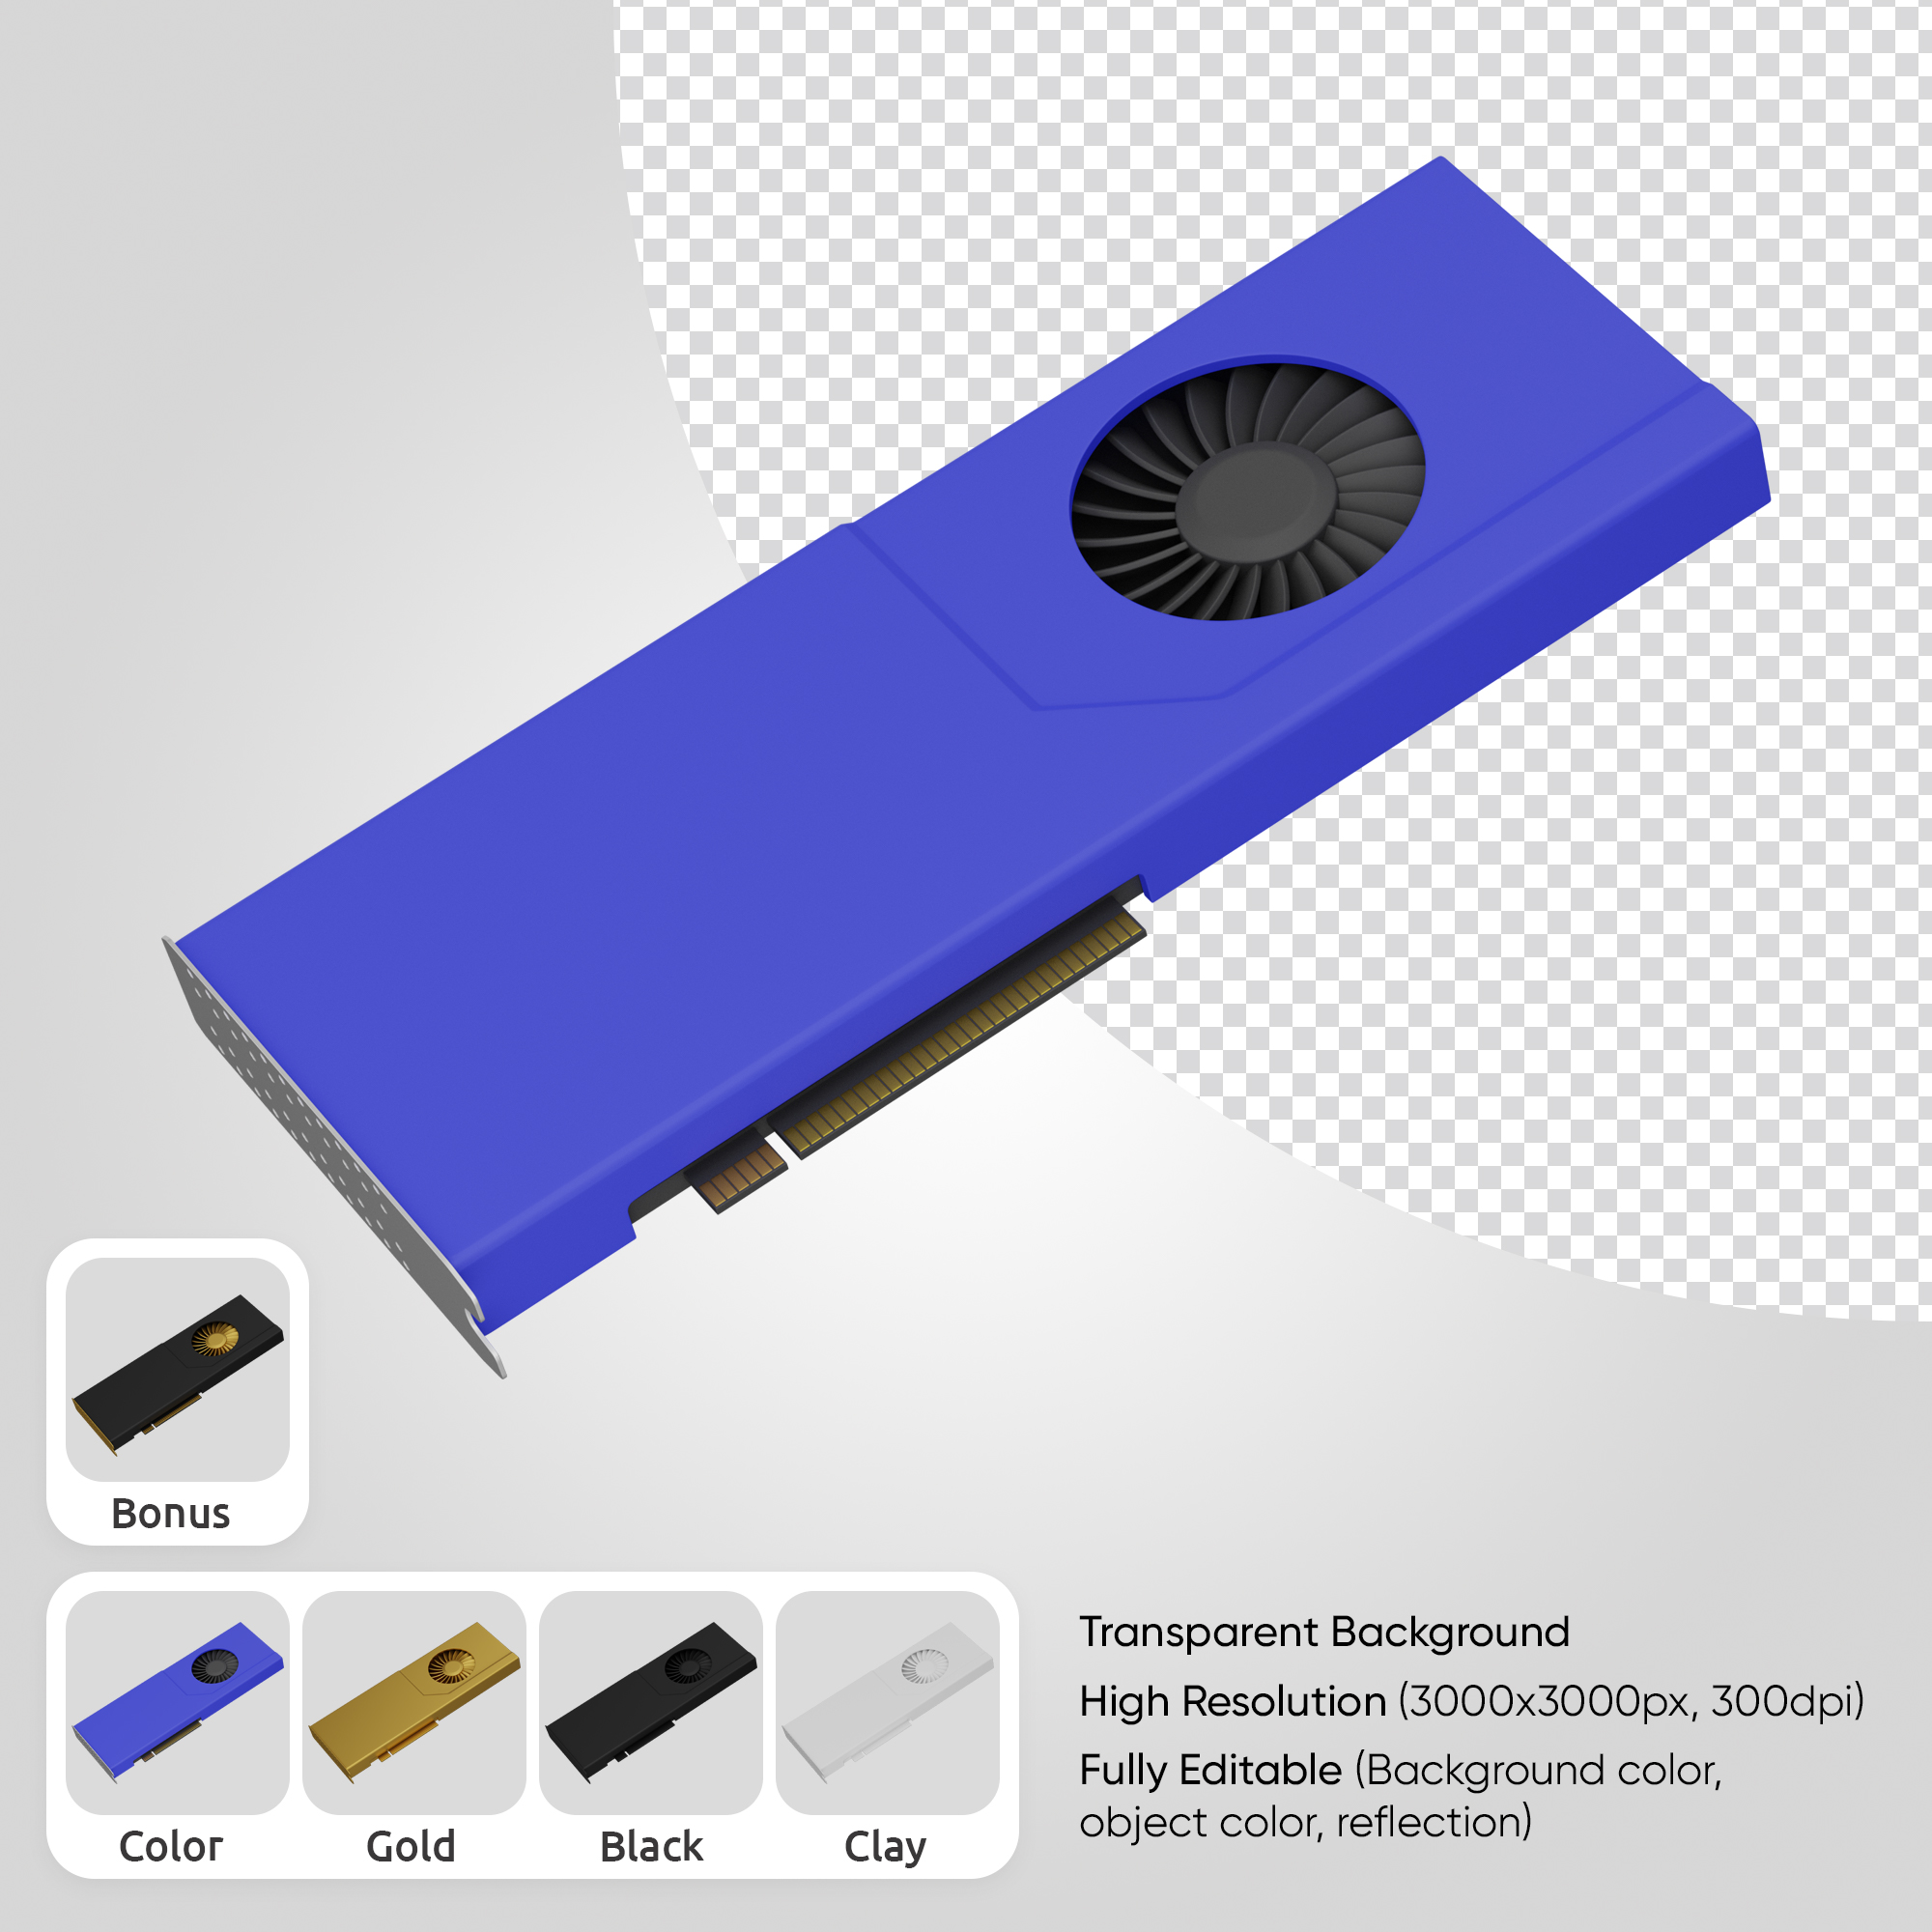 Bonus
Color
Gold
Black
Clay
Transparent Background
High Resolution (3000x3000px, 300dpi)
Fully Editable (Background color,
object color, reflection)